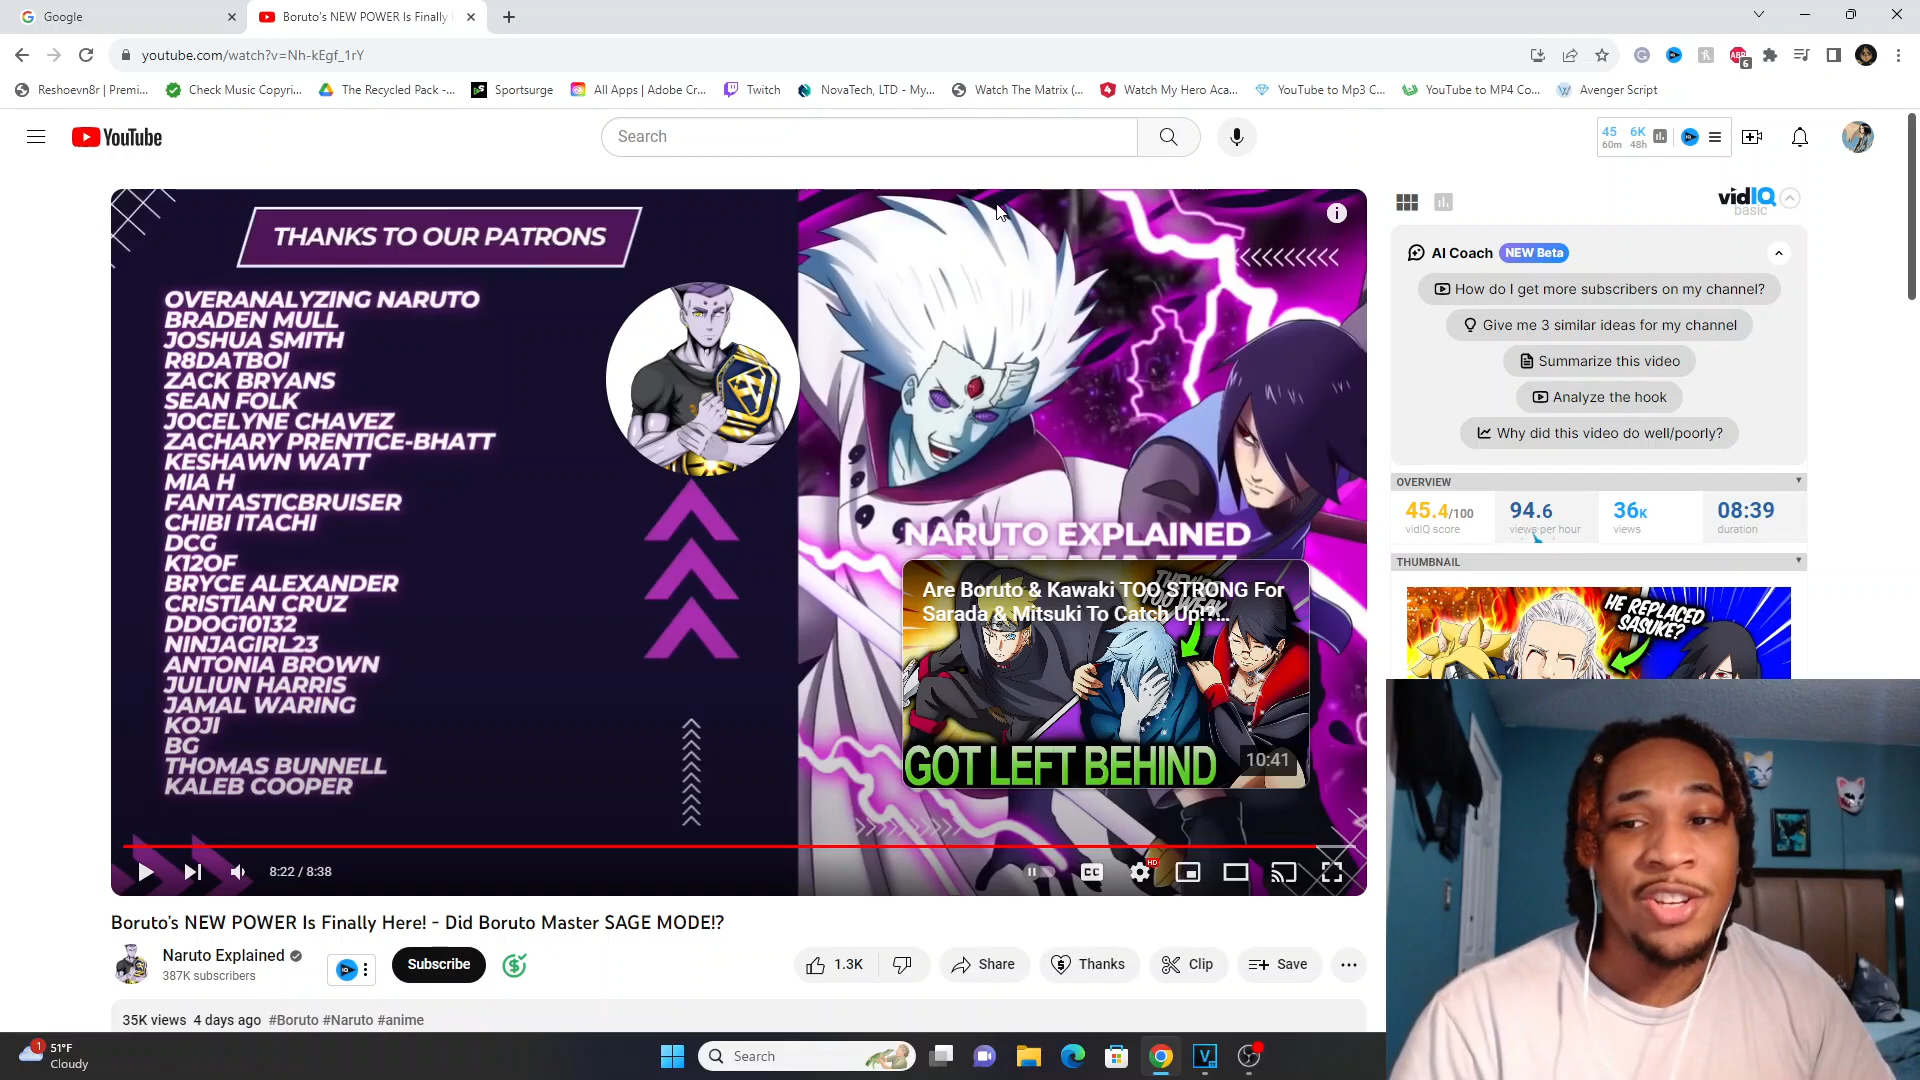 Google
Boruto's NEW POWER Is Finally
youtube.com/watch?v=Nh-kEgf_1rY
6
Reshoevn8r | Premi...
Check Music Copyri...
The Recycled Pack -...
Sportsurge
All Apps | Adobe Cr...
Twitch
NovaTech, LTD - My...
Watch The Matrix (...
Watch My Hero Aca...
YouTube to Mp3 C...
YouTube to MP4 Co...
Avenger Script
YouTube
Search
45
60m
6K
48h
THANKS TO OUR PATRONS
OVERANALYZING NARUTO
BRADEN MULL
JOSHUA SMITH
R8DATBOI
ZACK BRYANS
SEAN FOLK
JOCELYNE CHAVEZ
ZACHARY PRENTICE-BHATT
KESHAWN WATT
MIA H
FANTASTICBRUISER
CHIBI ITACHI
DCG
K12OF
BRYCE ALEXANDER
CRISTIAN CRUZ
DDOG10132
NINJAGIRL23
ANTONIA BROWN
JULIUN HARRIS
JAMAL WARING
KOJI
BG
THOMAS BUNNELL
KALEB COOPER
NARUTO EXPLAINED
Are Boruto & Kawaki TOO STRONG For
Sarada & Mitsuki To Catch Up!?...
GOT LEFT BEHIND
10:41
8:22 / 8:38
CC
HD
Boruto's NEW POWER Is Finally Here! - Did Boruto Master SAGE MODE!?
Naruto Explained
387K subscribers
Subscribe
1.3K
Share
Thanks
Clip
Save
35K views 4 days ago #Boruto #Naruto #anime
vidIQ
basic
AI Coach
NEW Beta
How do I get more subscribers on my channel?
Give me 3 similar ideas for my channel
Summarize this video
Analyze the hook
Why did this video do well/poorly?
OVERVIEW
45.4/100
vidIQ score
94.6
views per hour
36K
views
08:39
duration
THUMBNAIL
HE REPLACED
SASUKE?
1
51°F
Cloudy
Search